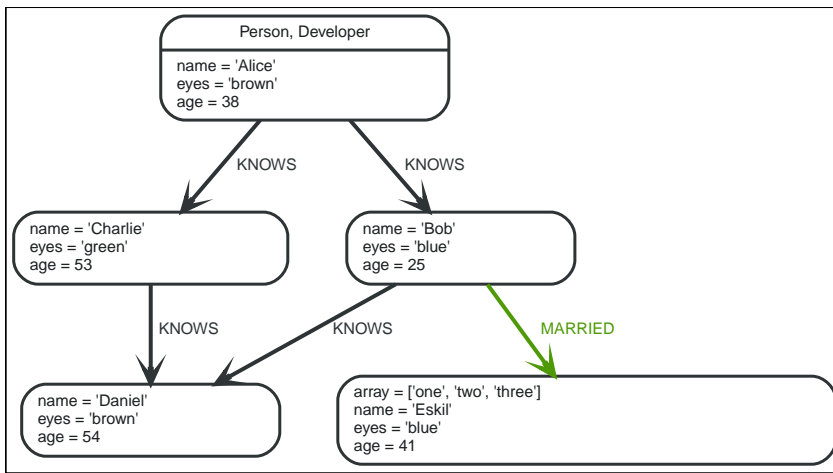 Person, Developer
name = 'Alice'
eyes = 'brown'
age = 38
KNOWS
KNOWS
name = 'Charlie'
eyes = 'green'
age = 53
name = 'Bob'
eyes = 'blue'
age = 25
KNOWS
KNOWS
MARRIED
name = 'Daniel'
eyes = 'brown'
age = 54
array = ['one', 'two', 'three']
name = 'Eskil'
eyes = 'blue'
age = 41